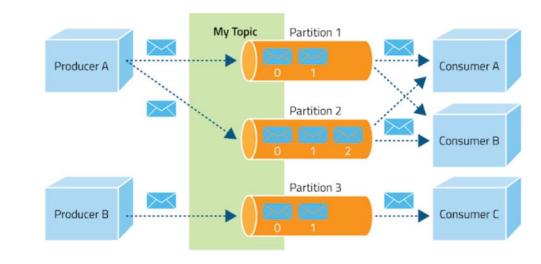 My Topic
Partition 1
Producer A
0 1
Consumer A
Partition 2
0 1 2
Consumer B
Partition 3
Producer B
0 1
Consumer C